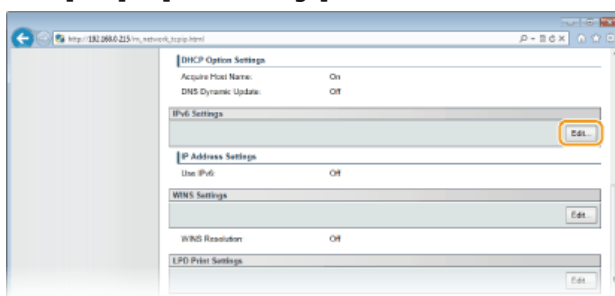 http://192.168.0.215/m_network_tcpip.html
DHCP Option Settings
Acquire Host Name: On
DNS Dynamic Update: Off
IPv6 Settings
Edit...
IP Address Settings
Use IPv6: Off
WINS Settings
Edit...
WINS Resolution: Off
LPD Print Settings
Edit...